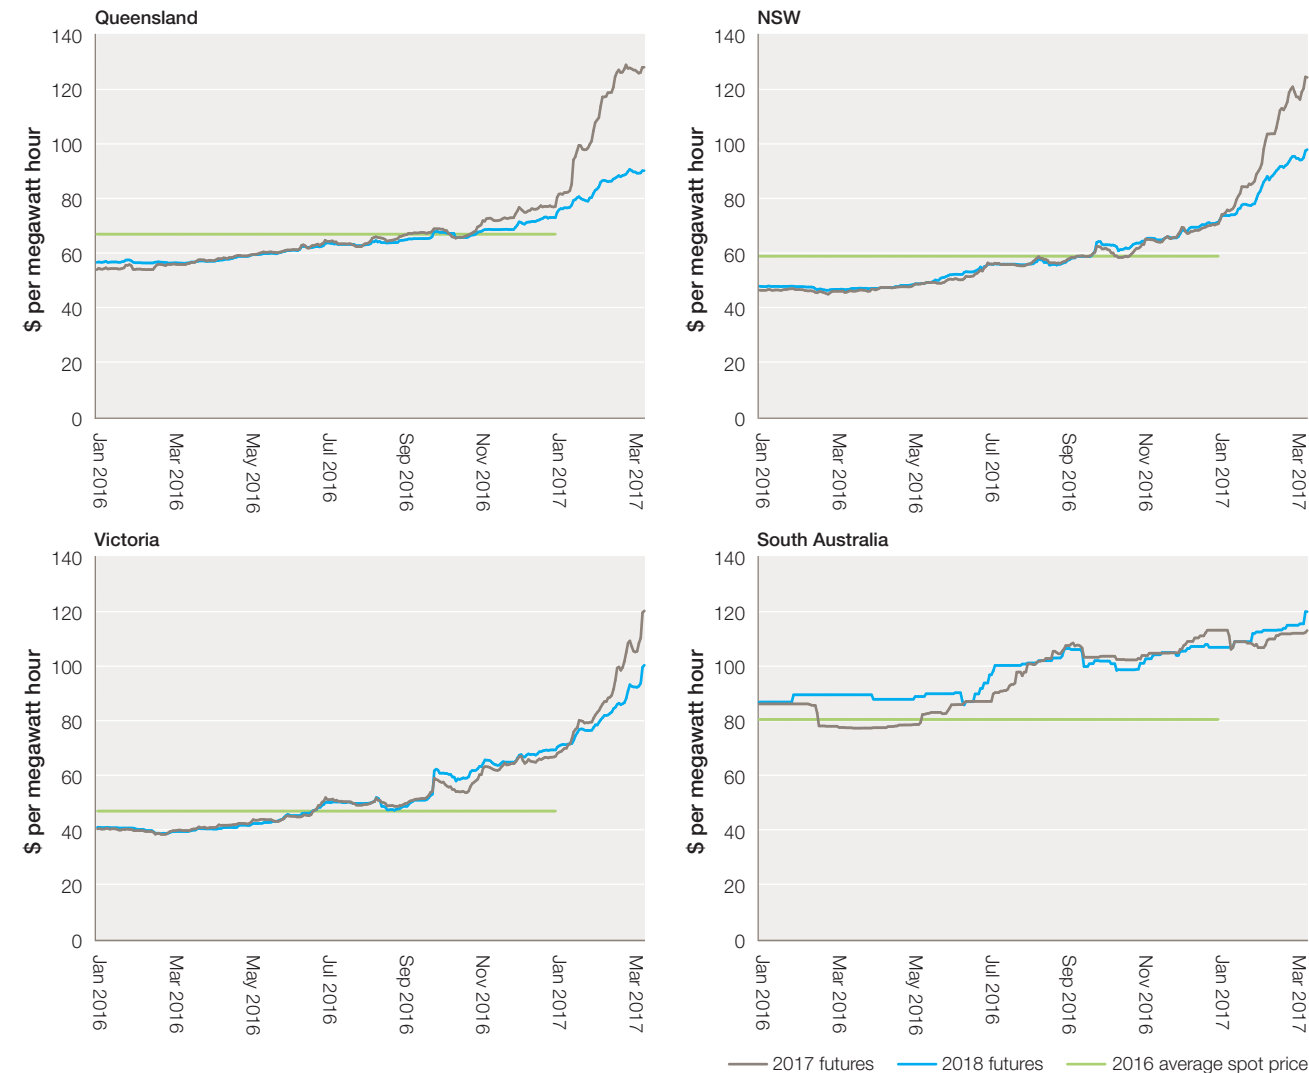 Queensland
$ per megawatt hour
140
120
100
80
60
40
20
0
Jan 2016
Mar 2016
May 2016
Jul 2016
Sep 2016
Nov 2016
Jan 2017
Mar 2017
NSW
$ per megawatt hour
140
120
100
80
60
40
20
0
Jan 2016
Mar 2016
May 2016
Jul 2016
Sep 2016
Nov 2016
Jan 2017
Mar 2017
Victoria
$ per megawatt hour
140
120
100
80
60
40
20
0
Jan 2016
Mar 2016
May 2016
Jul 2016
Sep 2016
Nov 2016
Jan 2017
Mar 2017
South Australia
$ per megawatt hour
140
120
100
80
60
40
20
0
Jan 2016
Mar 2016
May 2016
Jul 2016
Sep 2016
Nov 2016
Jan 2017
Mar 2017
2017 futures 2018 futures 2016 average spot price